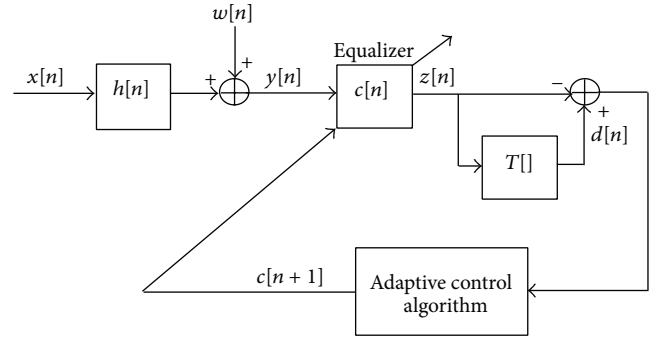 w[n]
+
Equalizer
x[n]
h[n]
+
y[n]
c[n]
z[n]
−
+
d[n]
T[]
c[n + 1]
Adaptive control
algorithm